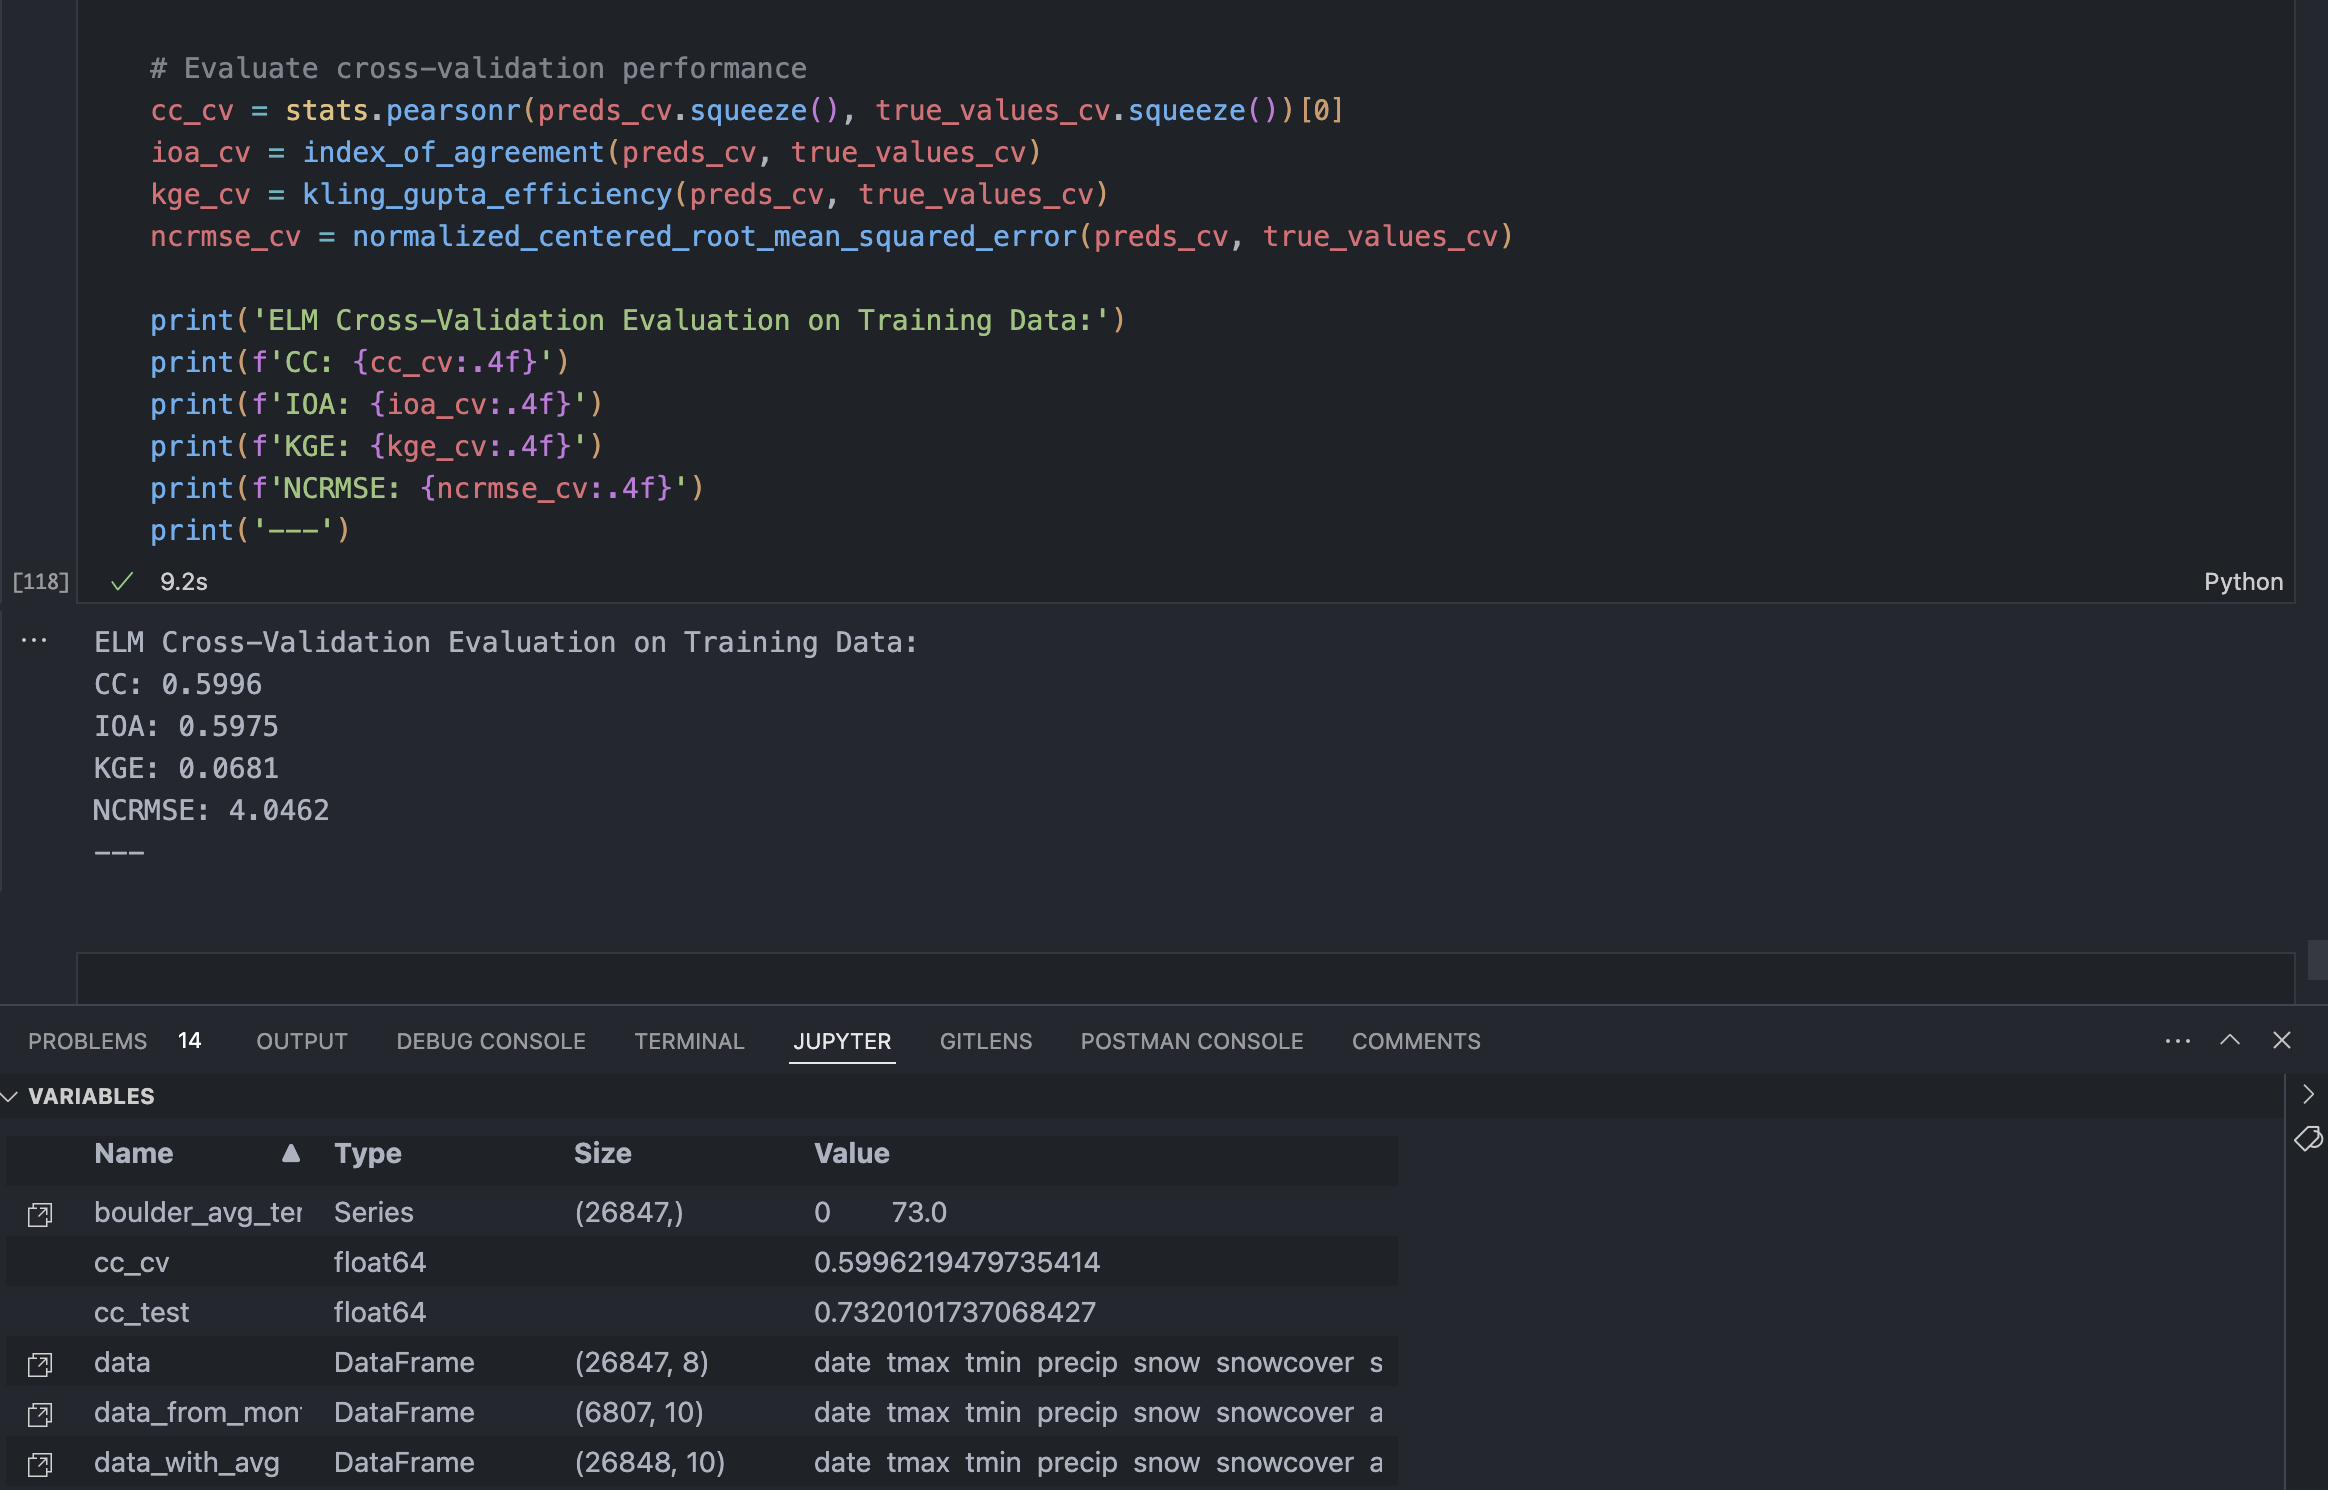 # Evaluate cross-validation performance
cc_cv = stats.pearsonr(preds_cv.squeeze(), true_values_cv.squeeze())[0]
ioa_cv = index_of_agreement(preds_cv, true_values_cv)
kge_cv = kling_gupta_efficiency(preds_cv, true_values_cv)
ncrmse_cv = normalized_centered_root_mean_squared_error(preds_cv, true_values_cv)
print('ELM Cross-Validation Evaluation on Training Data:')
print(f'CC: {cc_cv:.4f}')
print(f'IOA: {ioa_cv:.4f}')
print(f'KGE: {kge_cv:.4f}')
print(f'NCRMSE: {ncrmse_cv:.4f}')
print('---')
[118] 9.2s Python
ELM Cross-Validation Evaluation on Training Data:
CC: 0.5996
IOA: 0.5975
KGE: 0.0681
NCRMSE: 4.0462
---
PROBLEMS 14 OUTPUT DEBUG CONSOLE TERMINAL JUPYTER GITLENS POSTMAN CONSOLE COMMENTS
VARIABLES
Name Type Size Value
boulder_avg_ter Series (26847,) 0 73.0
cc_cv float64 0.5996219479735414
cc_test float64 0.7320101737068427
data DataFrame (26847, 8) date tmax tmin precip snow snowcover s
data_from_mon DataFrame (6807, 10) date tmax tmin precip snow snowcover a
data_with_avg DataFrame (26848, 10) date tmax tmin precip snow snowcover a